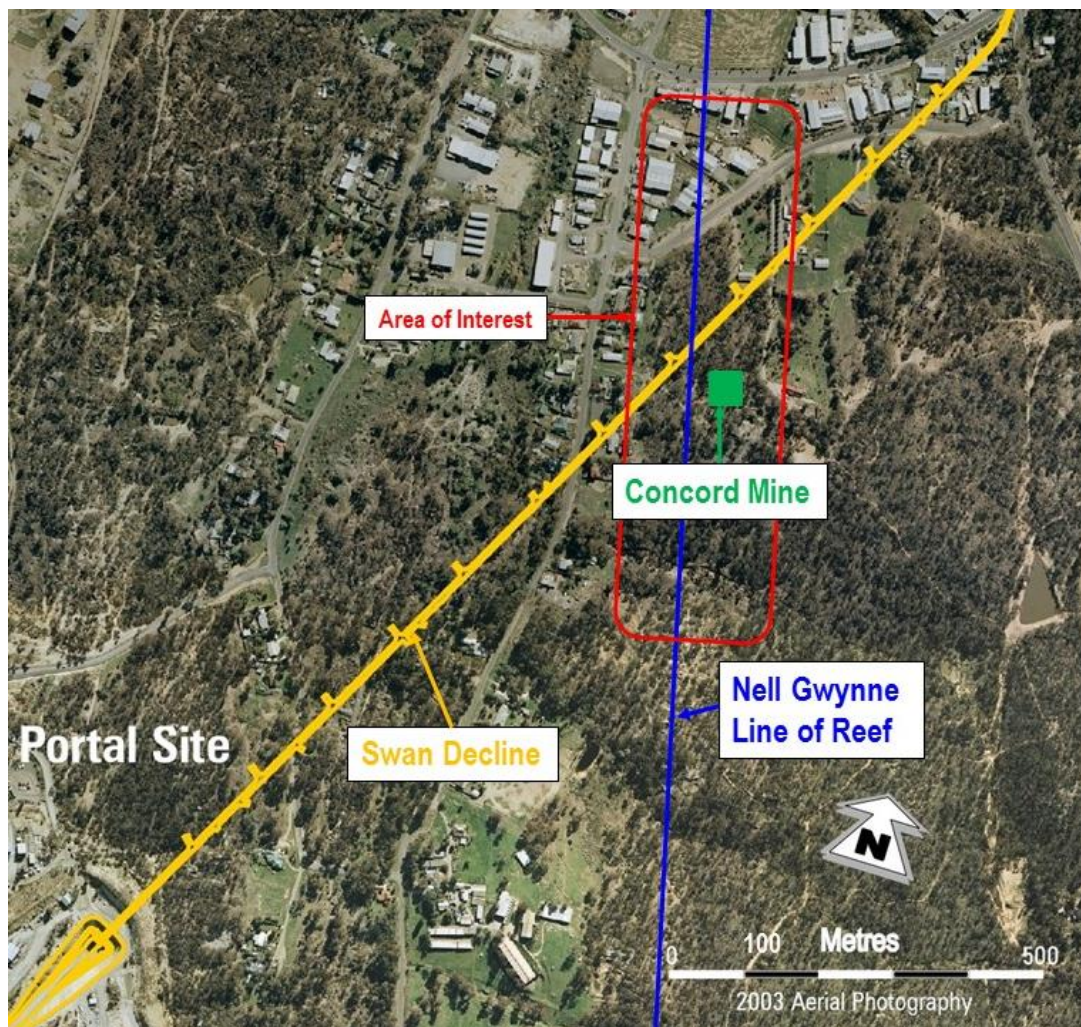 Area of Interest
Concord Mine
Nell Gwynne
Line of Reef
Portal Site
Swan Decline
N
0 100 Metres 500
2003 Aerial Photography